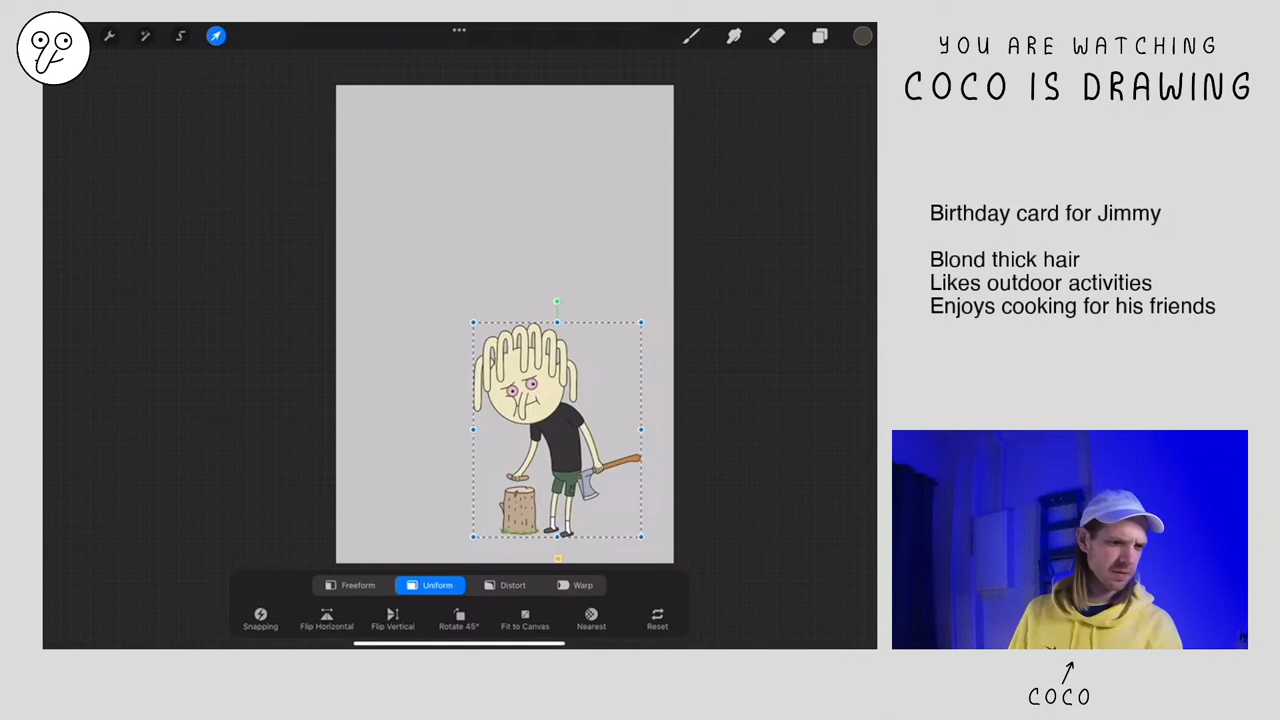 YOU ARE WATCHING
COCO IS DRAWING
Birthday card for Jimmy
Blond thick hair
Likes outdoor activities
Enjoys cooking for his friends
Freeform
Uniform
Distort
Warp
Snapping
Flip Horizontal
Flip Vertical
Rotate 45°
Fit to Canvas
Nearest
Reset
COCO